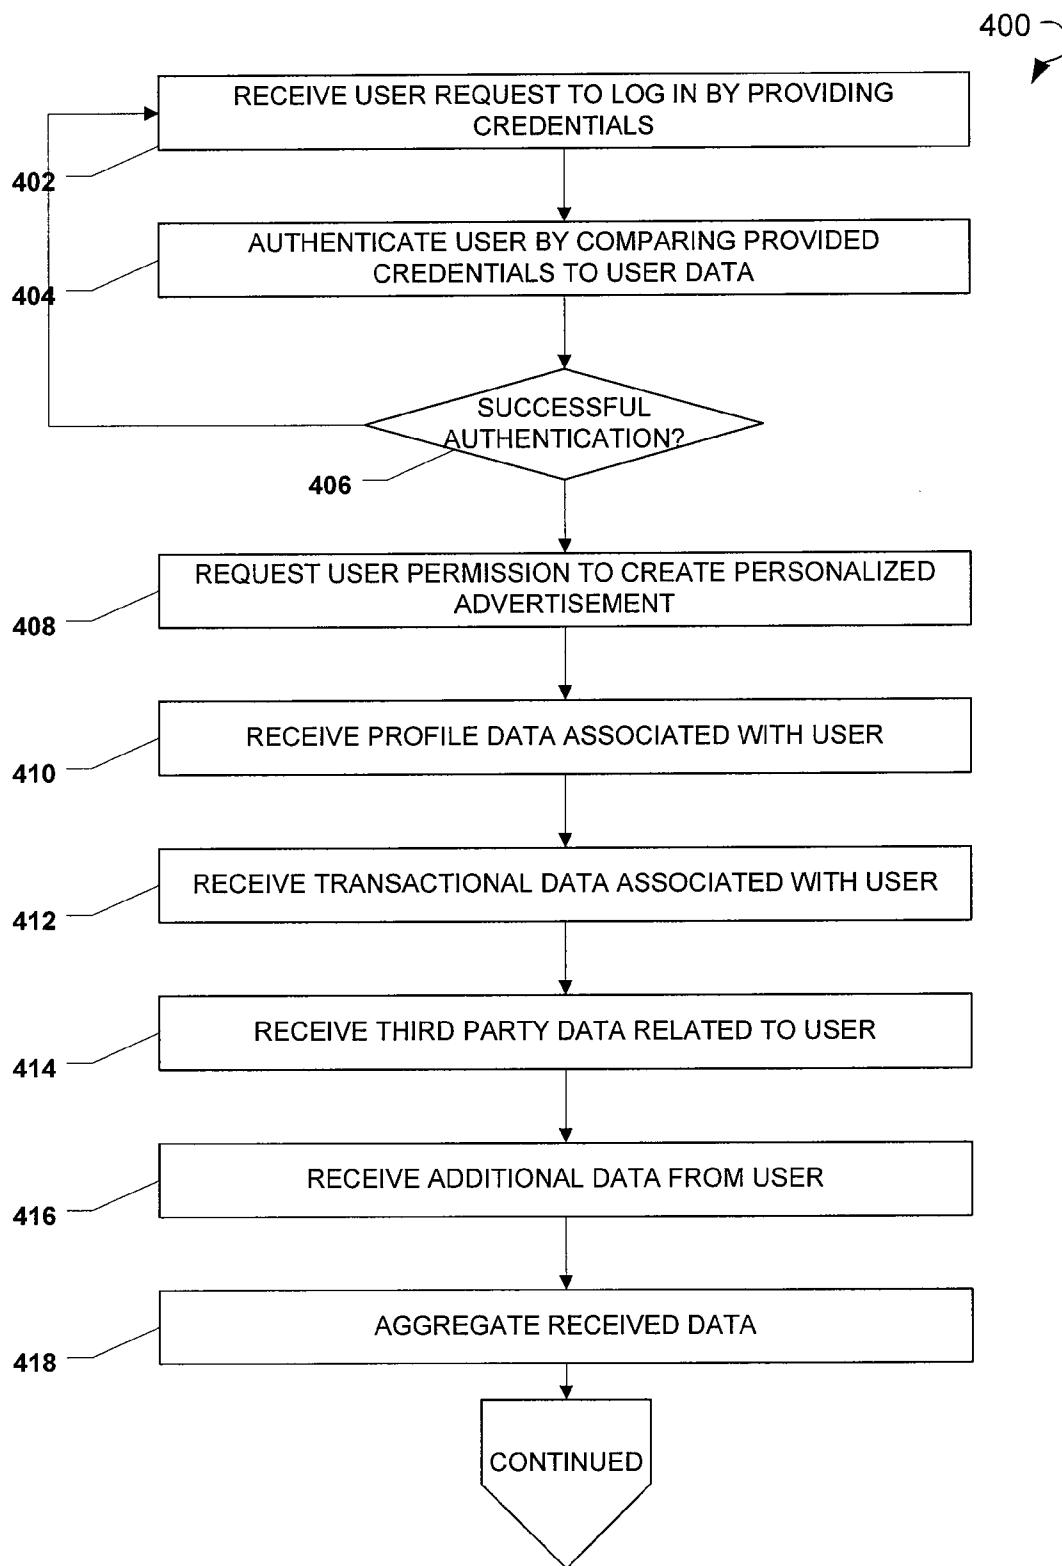 400
RECEIVE USER REQUEST TO LOG IN BY PROVIDING
CREDENTIALS
402
AUTHENTICATE USER BY COMPARING PROVIDED
CREDENTIALS TO USER DATA
404
SUCCESSFUL
AUTHENTICATION?
406
REQUEST USER PERMISSION TO CREATE PERSONALIZED
ADVERTISEMENT
408
RECEIVE PROFILE DATA ASSOCIATED WITH USER
410
RECEIVE TRANSACTIONAL DATA ASSOCIATED WITH USER
412
RECEIVE THIRD PARTY DATA RELATED TO USER
414
RECEIVE ADDITIONAL DATA FROM USER
416
AGGREGATE RECEIVED DATA
418
CONTINUED